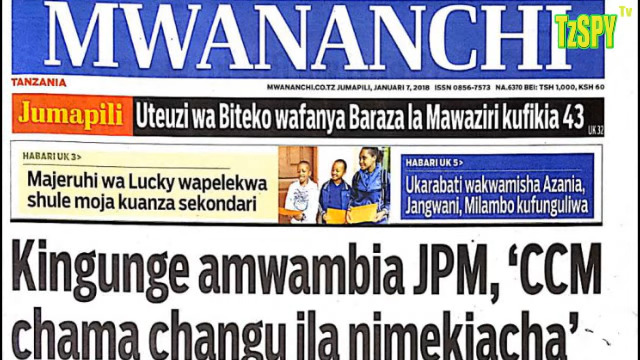 MWANANCHI
TzSPY Tv
TANZANIA
MWANANCHI.CO.TZ JUMAPILI, JANUARI 7, 2018 ISSN 0856-7573 NA.6370 BEI: TSH 1,000, KSH 60
Jumapili Uteuzi wa Biteko wafanya Baraza la Mawaziri kufikia 43
UK 32
HABARI UK 3>
Majeruhi wa Lucky wapelekwa
shule moja kuanza sekondari
HABARI UK 5>
Ukarabati wakwamisha Azania,
Jangwani, Milambo kufunguliwa
Kingunge amwambia JPM, ‘CCM
chama changu ila nimekiacha’